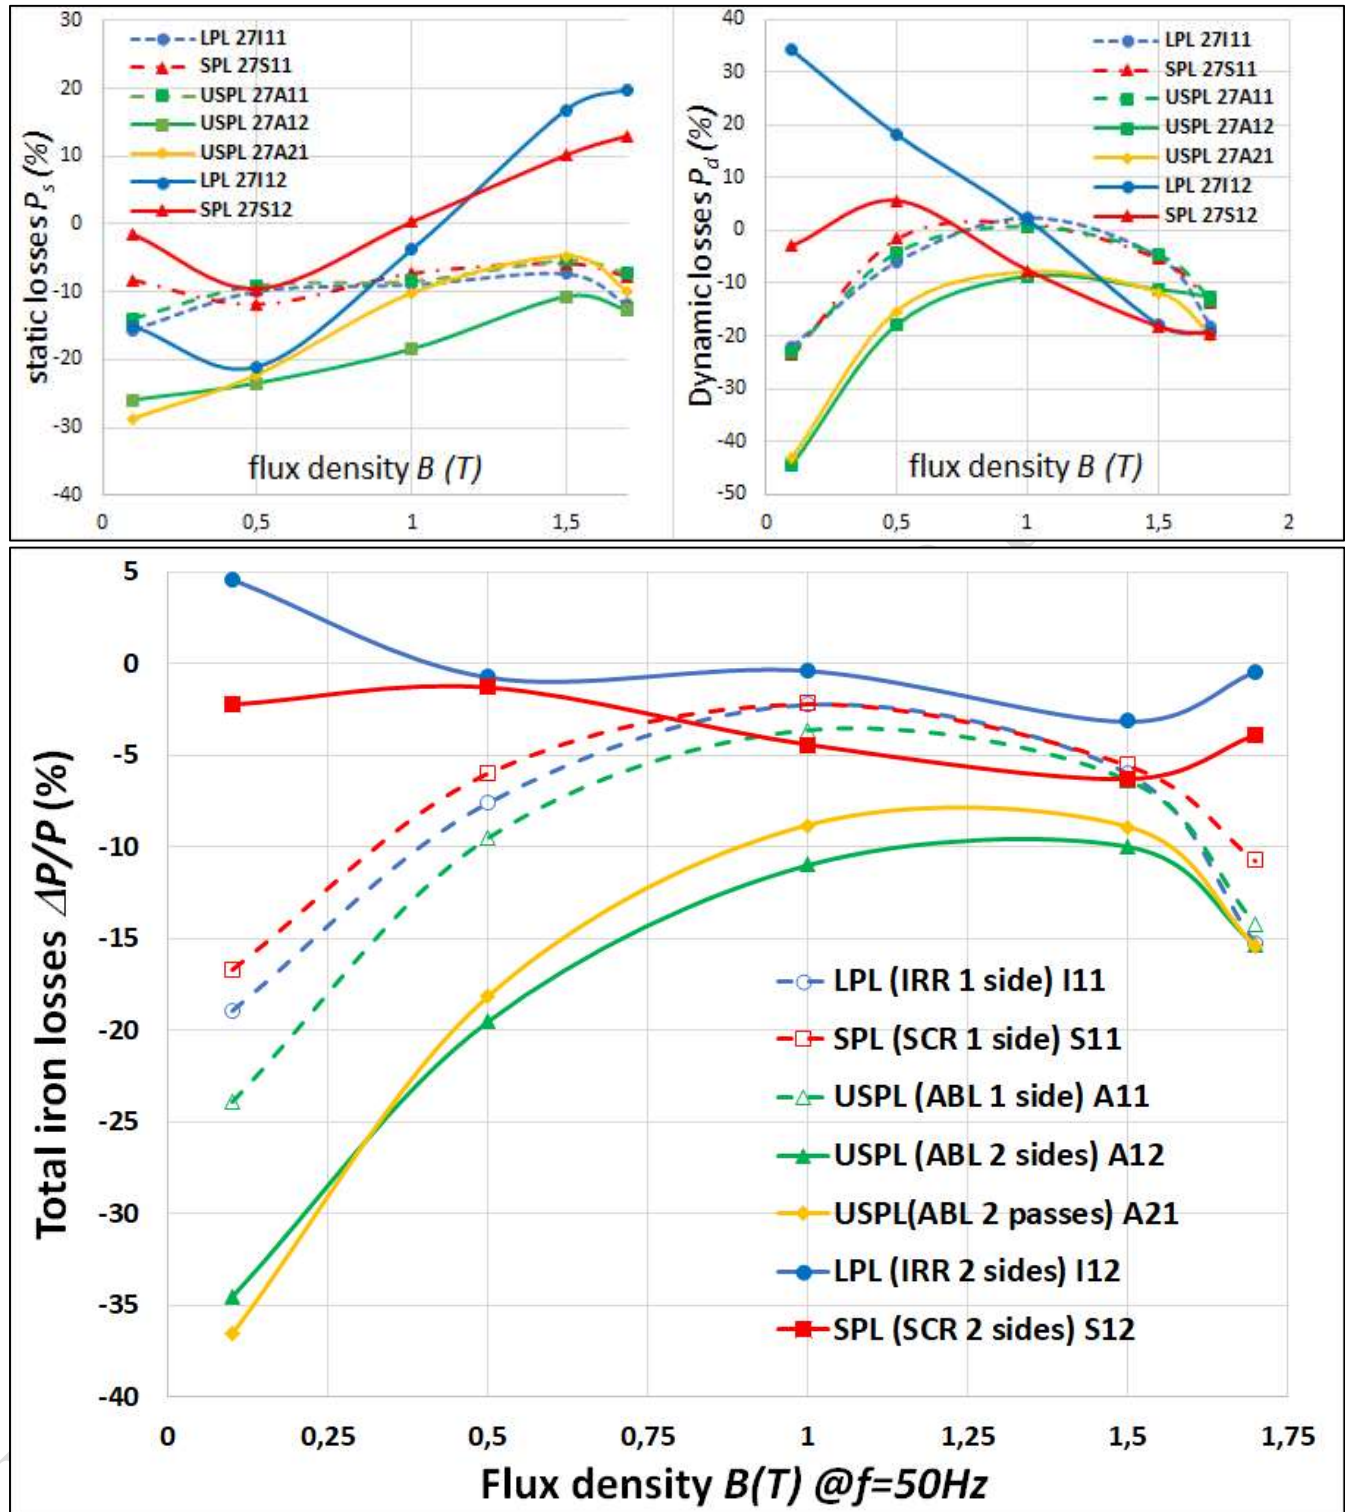 30
20
10
0
-10
-20
-30
-40
static losses Ps (%)
LPL 27I11
SPL 27S11
USPL 27A11
USPL 27A12
USPL 27A21
LPL 27I12
SPL 27S12
flux density B (T)
0
0,5
1
1,5
40
30
20
10
0
-10
-20
-30
-40
-50
Dynamic losses Pd (%)
LPL 27I11
SPL 27S11
USPL 27A11
USPL 27A12
USPL 27A21
LPL 27I12
SPL 27S12
flux density B (T)
0
0,5
1
1,5
2
5
0
-5
-10
-15
-20
-25
-30
-35
-40
Total iron losses ΔP/P (%)
LPL (IRR 1 side) I11
SPL (SCR 1 side) S11
USPL (ABL 1 side) A11
USPL (ABL 2 sides) A12
USPL(ABL 2 passes) A21
LPL (IRR 2 sides) I12
SPL (SCR 2 sides) S12
0
0,25
0,5
0,75
1
1,25
1,5
1,75
Flux density B(T) @f=50Hz